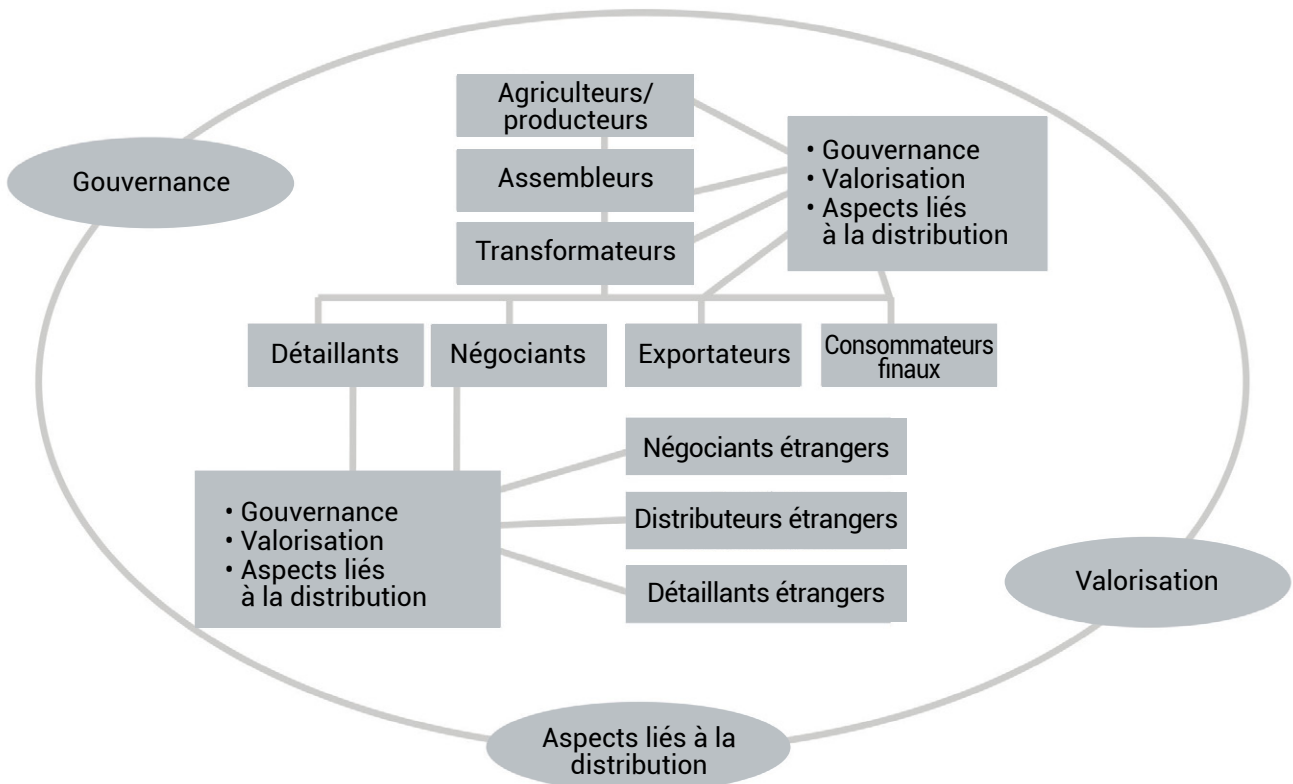 Agriculteurs/
producteurs
Gouvernance
Assembleurs
Transformateurs
• Gouvernance
• Valorisation
• Aspects liés
à la distribution
Détaillants
Négociants
Exportateurs
Consommateurs
finaux
Négociants étrangers
Distributeurs étrangers
Détaillants étrangers
• Gouvernance
• Valorisation
• Aspects liés
à la distribution
Valorisation
Aspects liés à la
distribution